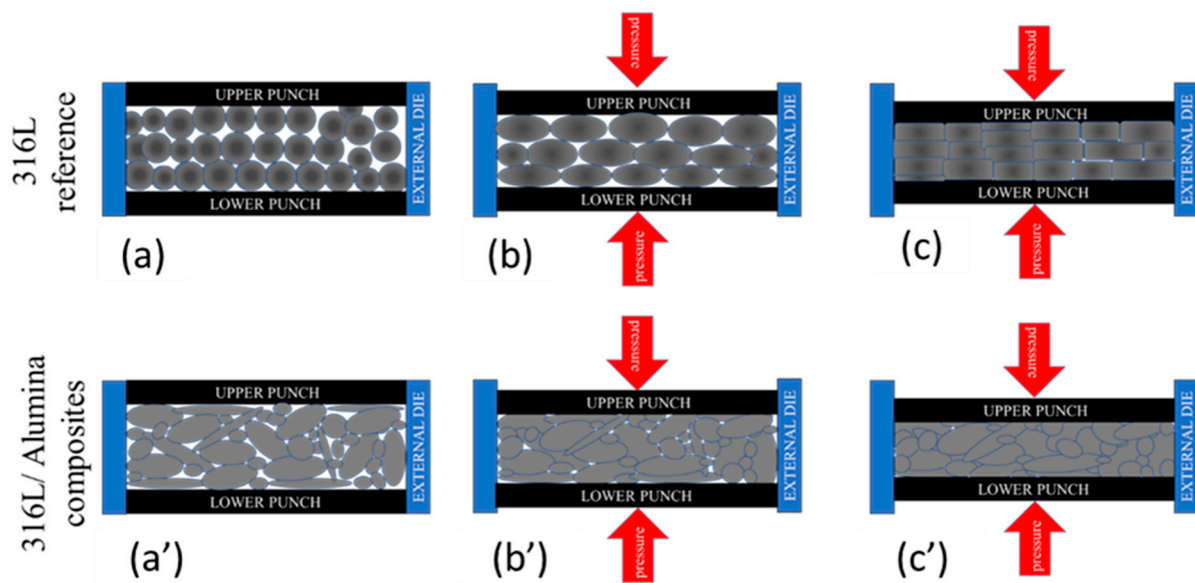 316L
reference
UPPER PUNCH
LOWER PUNCH
EXTERNAL DIE
(a)
pressure
UPPER PUNCH
LOWER PUNCH
EXTERNAL DIE
pressure
(b)
pressure
UPPER PUNCH
LOWER PUNCH
EXTERNAL DIE
pressure
(c)
316L/ Alumina
composites
UPPER PUNCH
LOWER PUNCH
EXTERNAL DIE
(a’)
pressure
UPPER PUNCH
LOWER PUNCH
EXTERNAL DIE
pressure
(b’)
pressure
UPPER PUNCH
LOWER PUNCH
EXTERNAL DIE
pressure
(c’)